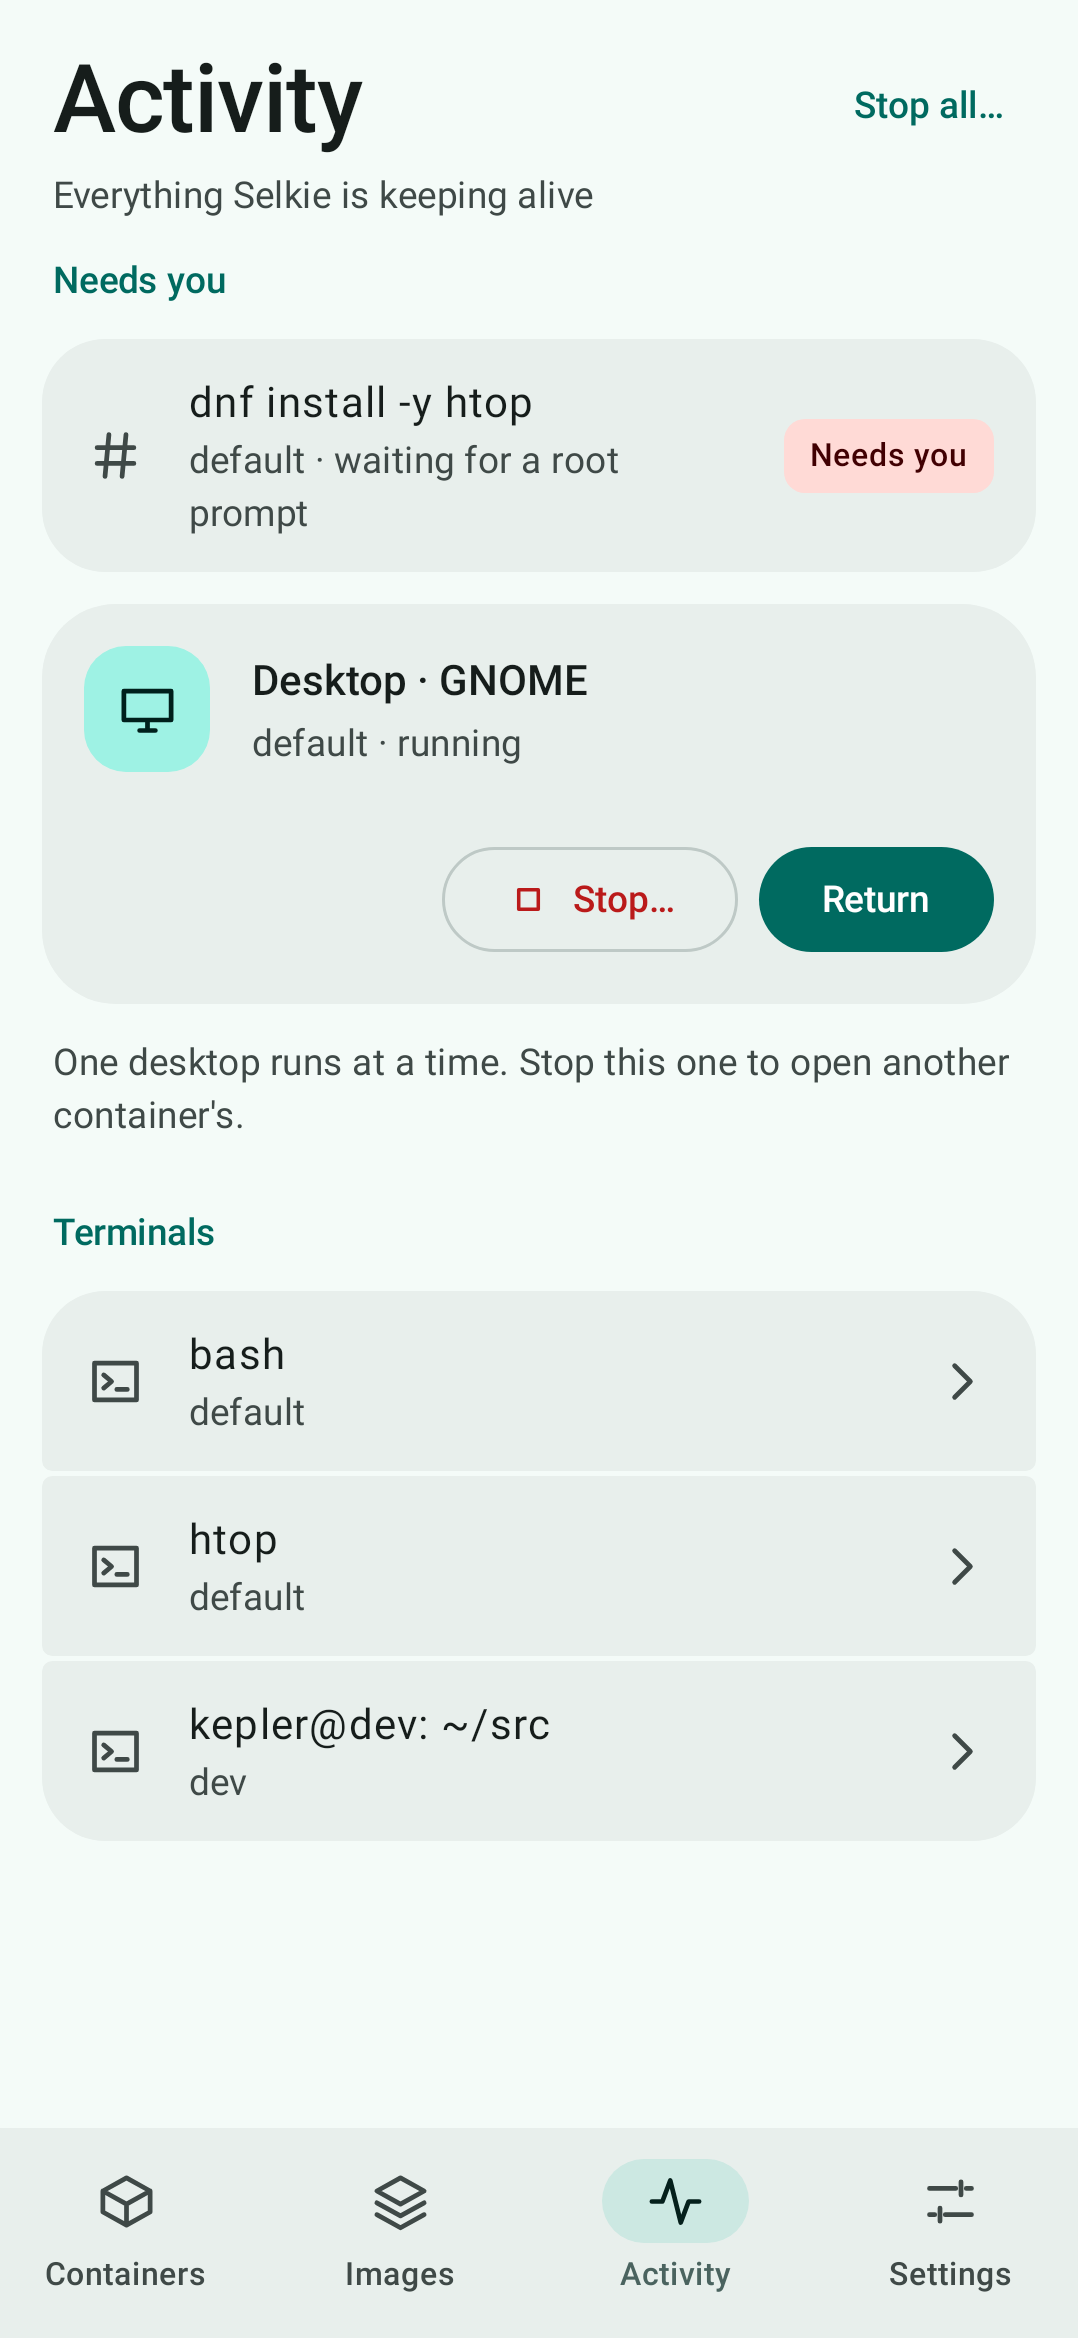 Activity
Stop all…
Everything Selkie is keeping alive
Needs you
dnf install -y htop
default · waiting for a root
prompt
Needs you
Desktop · GNOME
default · running
Stop…
Return
One desktop runs at a time. Stop this one to open another
container's.
Terminals
bash
default
htop
default
kepler@dev: ~/src
dev
Containers
Images
Activity
Settings